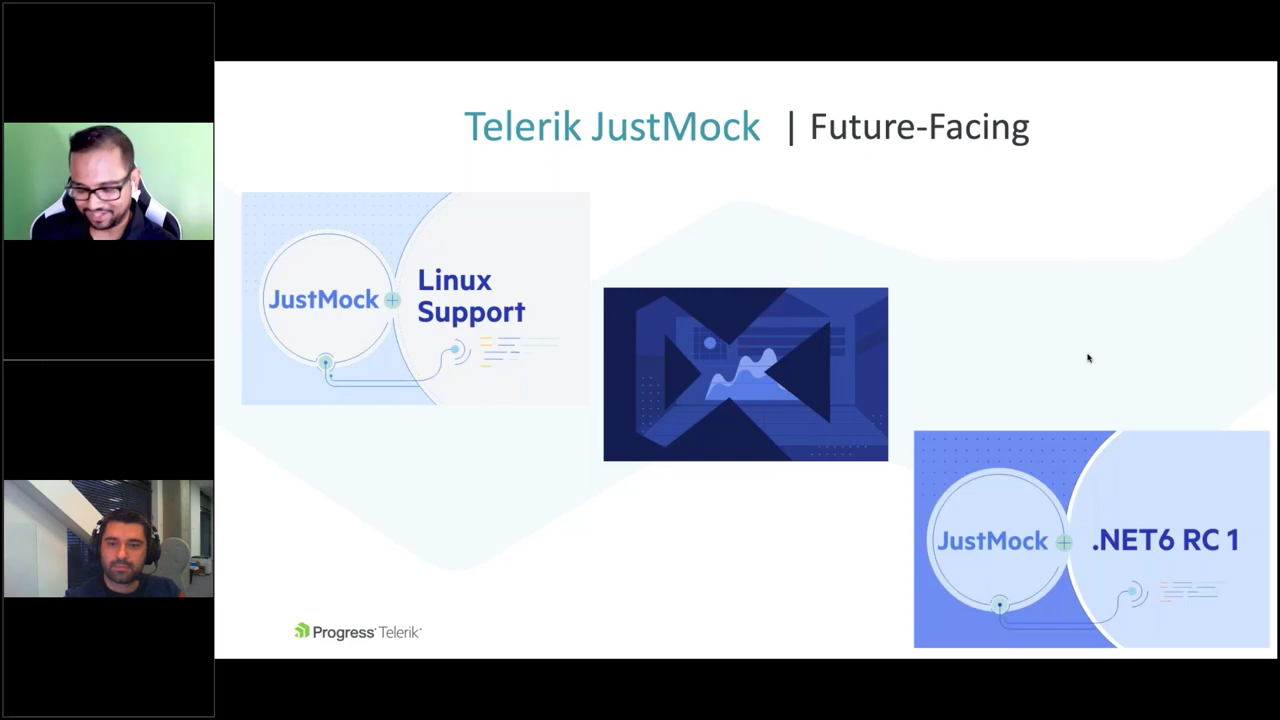 Telerik JustMock | Future-Facing
JustMock
Linux
Support
JustMock
.NET6 RC 1
Progress Telerik